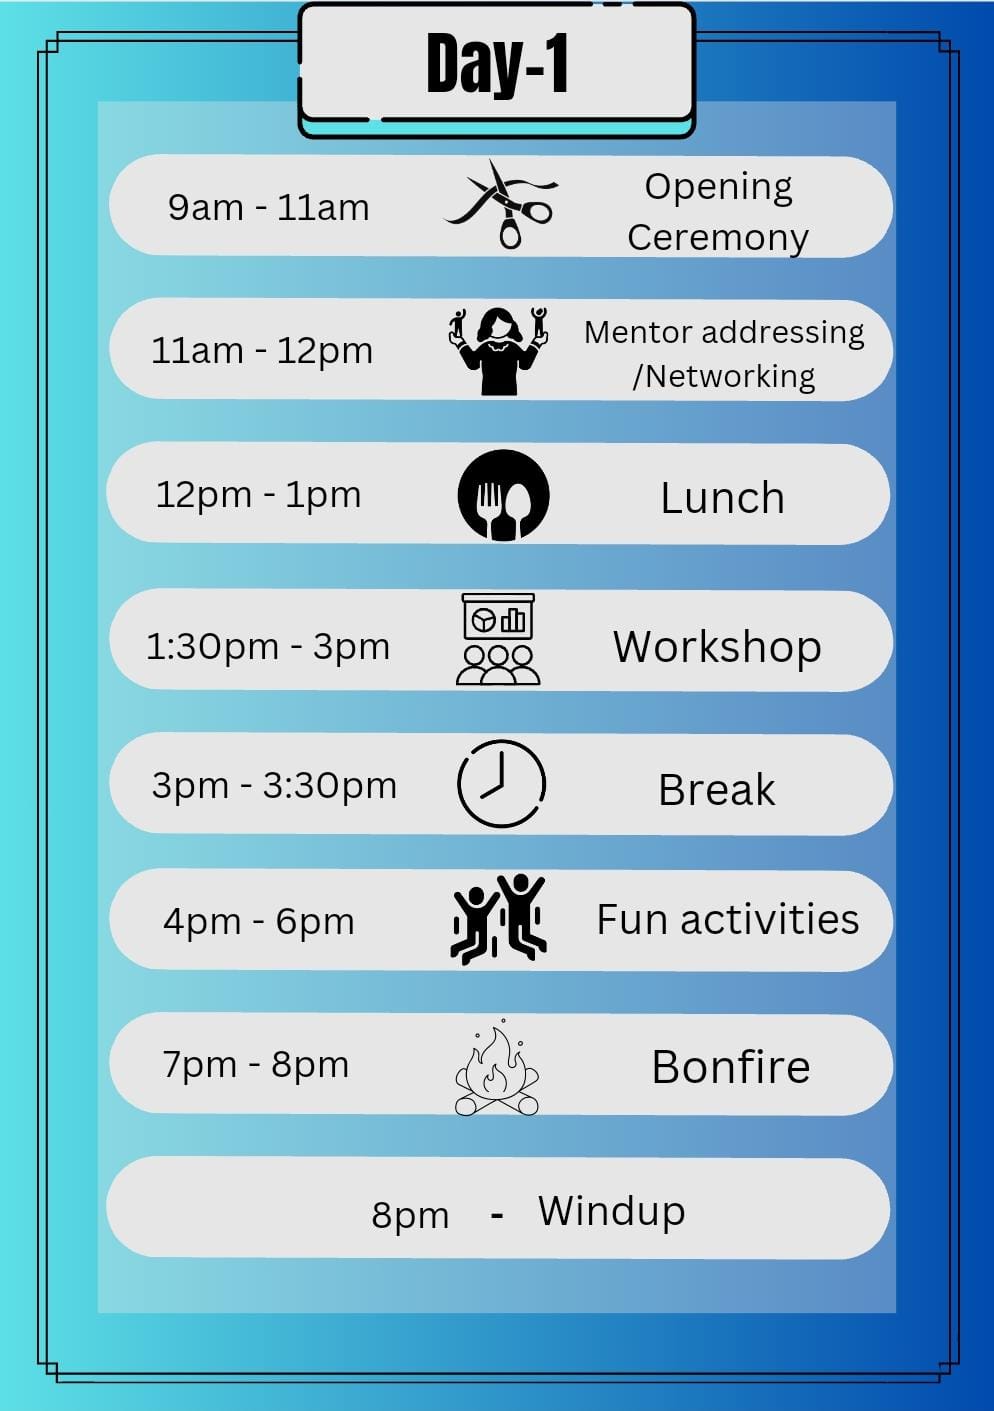 Day-1
9am - 11am
Opening
Ceremony
11am - 12pm
Mentor addressing
/Networking
12pm - 1pm
Lunch
1:30pm - 3pm
Workshop
3pm - 3:30pm
Break
4pm - 6pm
Fun activities
7pm - 8pm
Bonfire
8pm - Windup